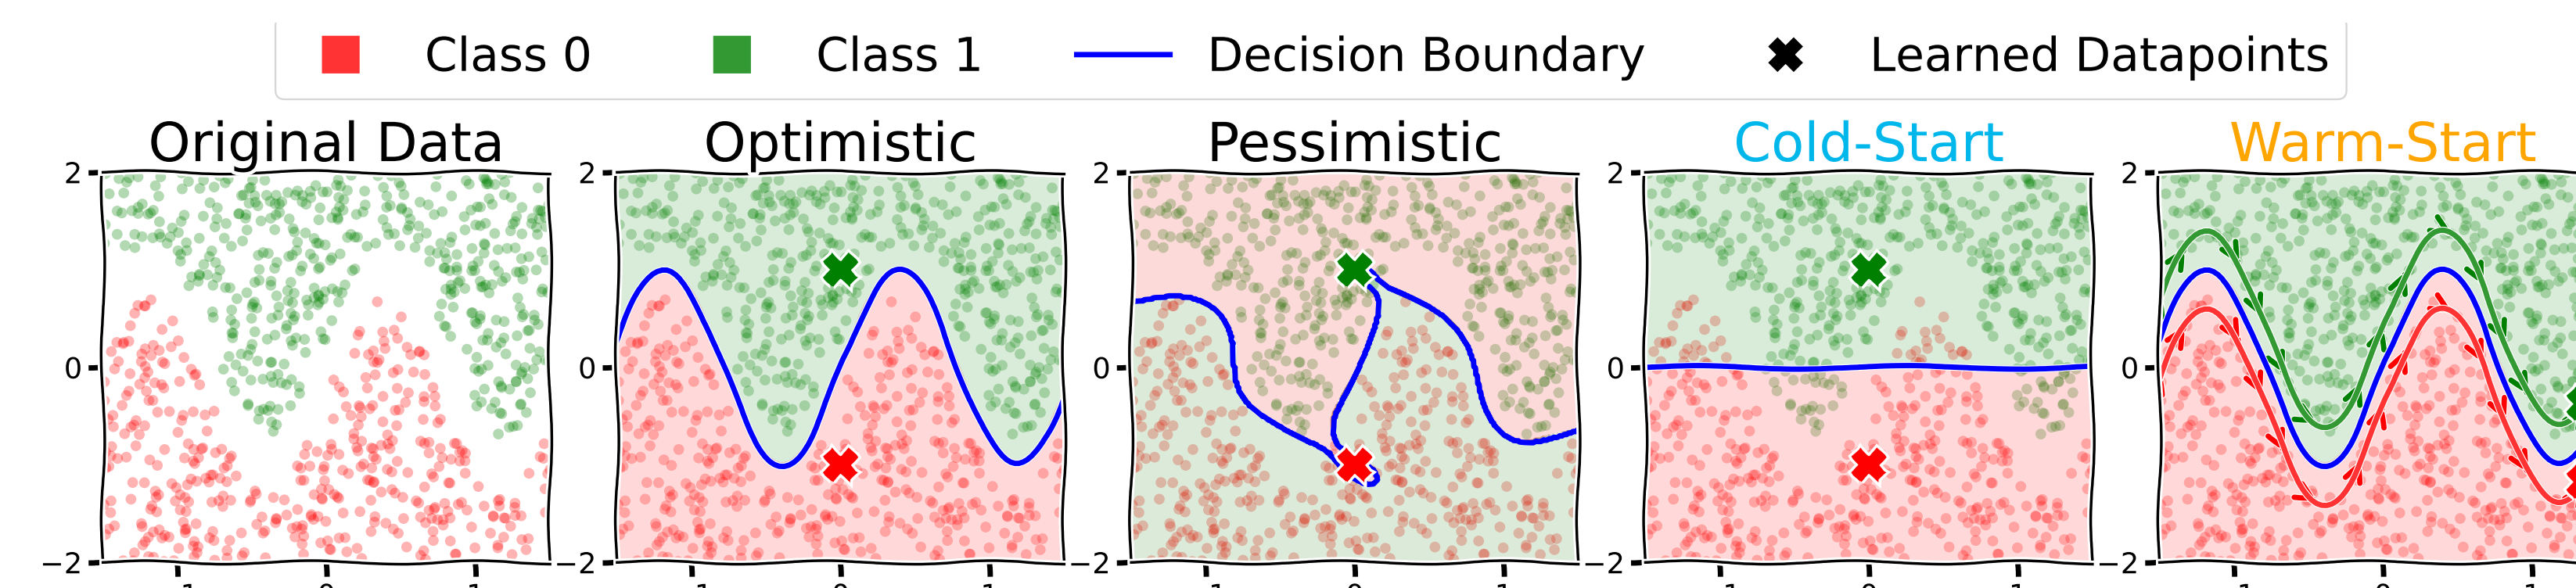 Class 0 Class 1 Decision Boundary Learned Datapoints
Original Data Optimistic Pessimistic Cold-Start Warm-Start
2 2 2 2 2
0 0 0 0 0
−2 −2 −2 −2 −2